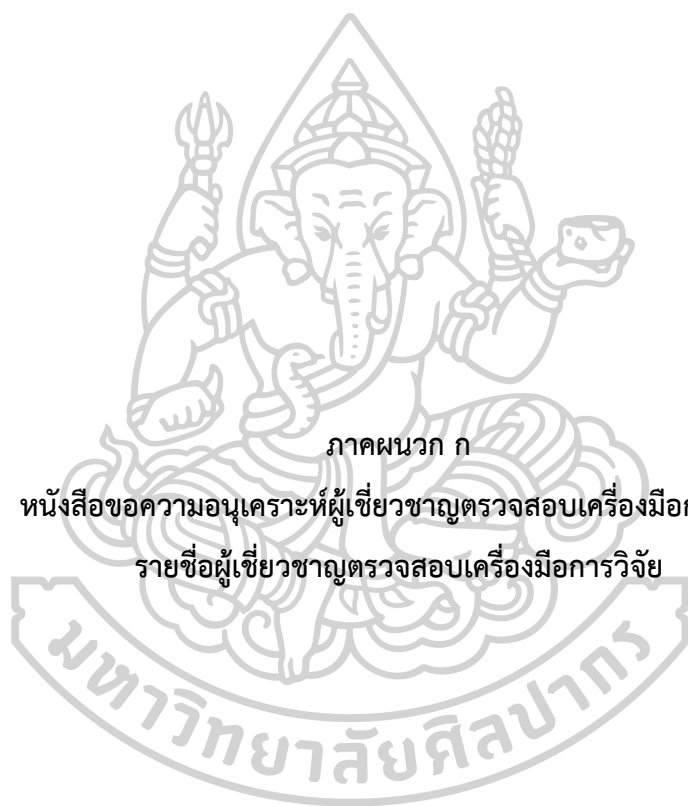 ภาคผนวก ก
หนังสือขอความอนุเคราะห์ผู้เชี่ยวชาญตรวจสอบเครื่องมือ
รายชื่อผู้เชี่ยวชาญตรวจสอบเครื่องมือการวิจัย
มหาวิทยาลัยศิลปากร